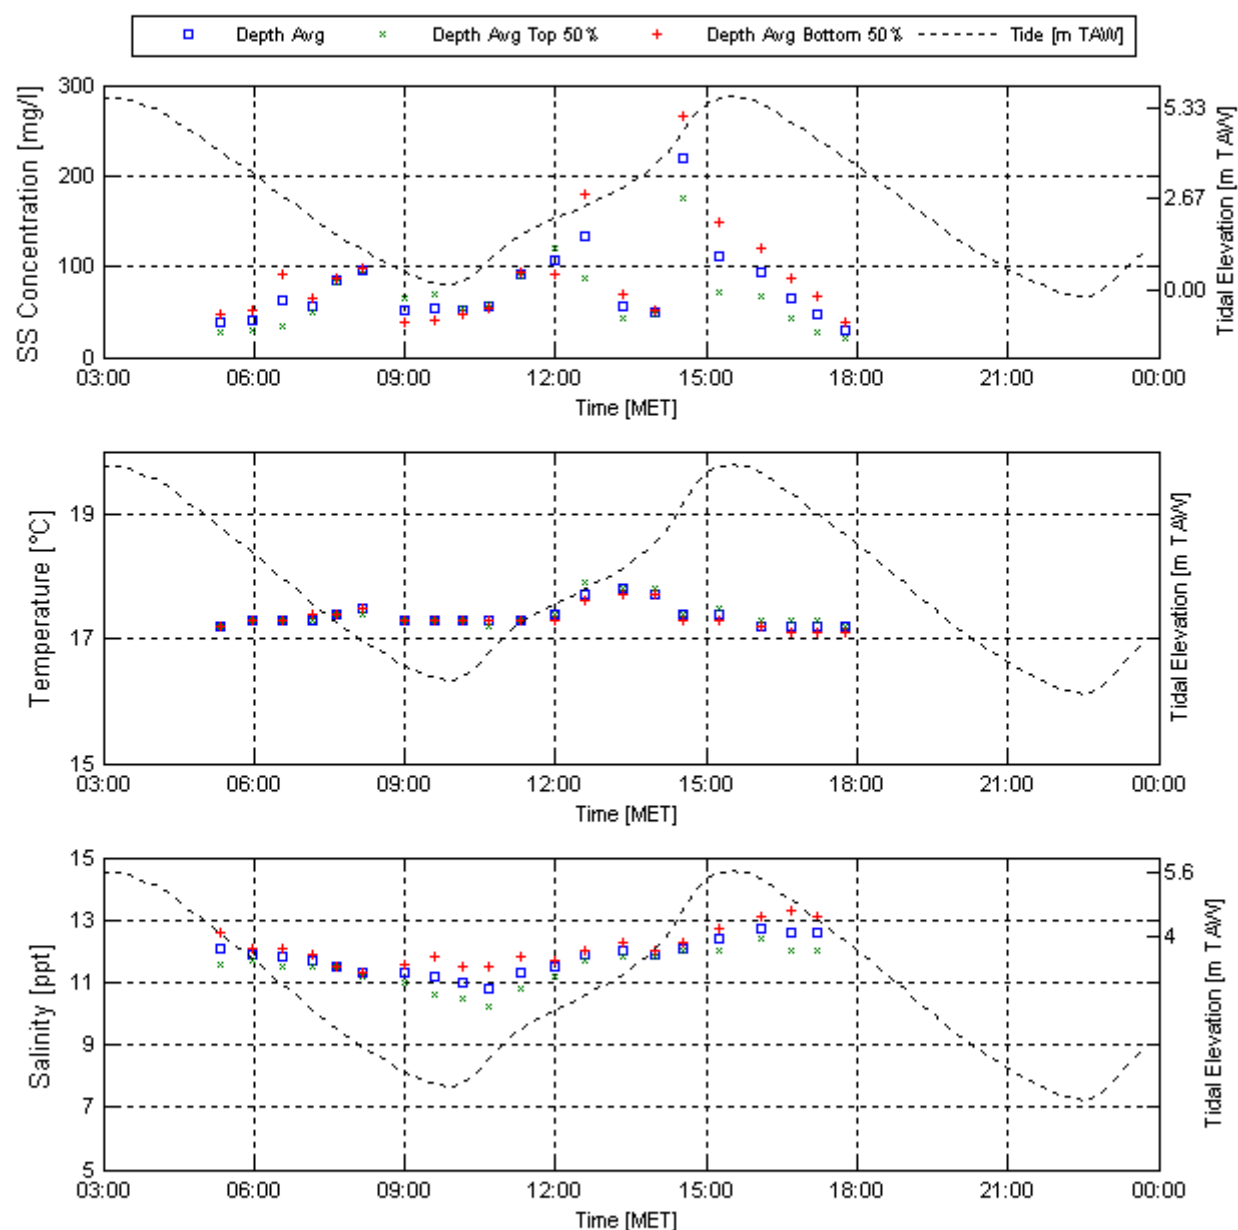 Depth Avg Depth Avg Top 50% Depth Avg Bottom 50% Tide [m TAW]
SS Concentration [mg/l]
300
200
100
0
5.33
2.67
0.00
Tidal Elevation [m TAW]
03:00 06:00 09:00 12:00 15:00 18:00 21:00 00:00
Time [MET]
Temperature [°C]
19
17
15
Tidal Elevation [m TAW]
03:00 06:00 09:00 12:00 15:00 18:00 21:00 00:00
Time [MET]
Salinity [ppt]
15
13
11
9
7
5
5.6
4
Tidal Elevation [m TAW]
03:00 06:00 09:00 12:00 15:00 18:00 21:00 00:00
Time [MET]